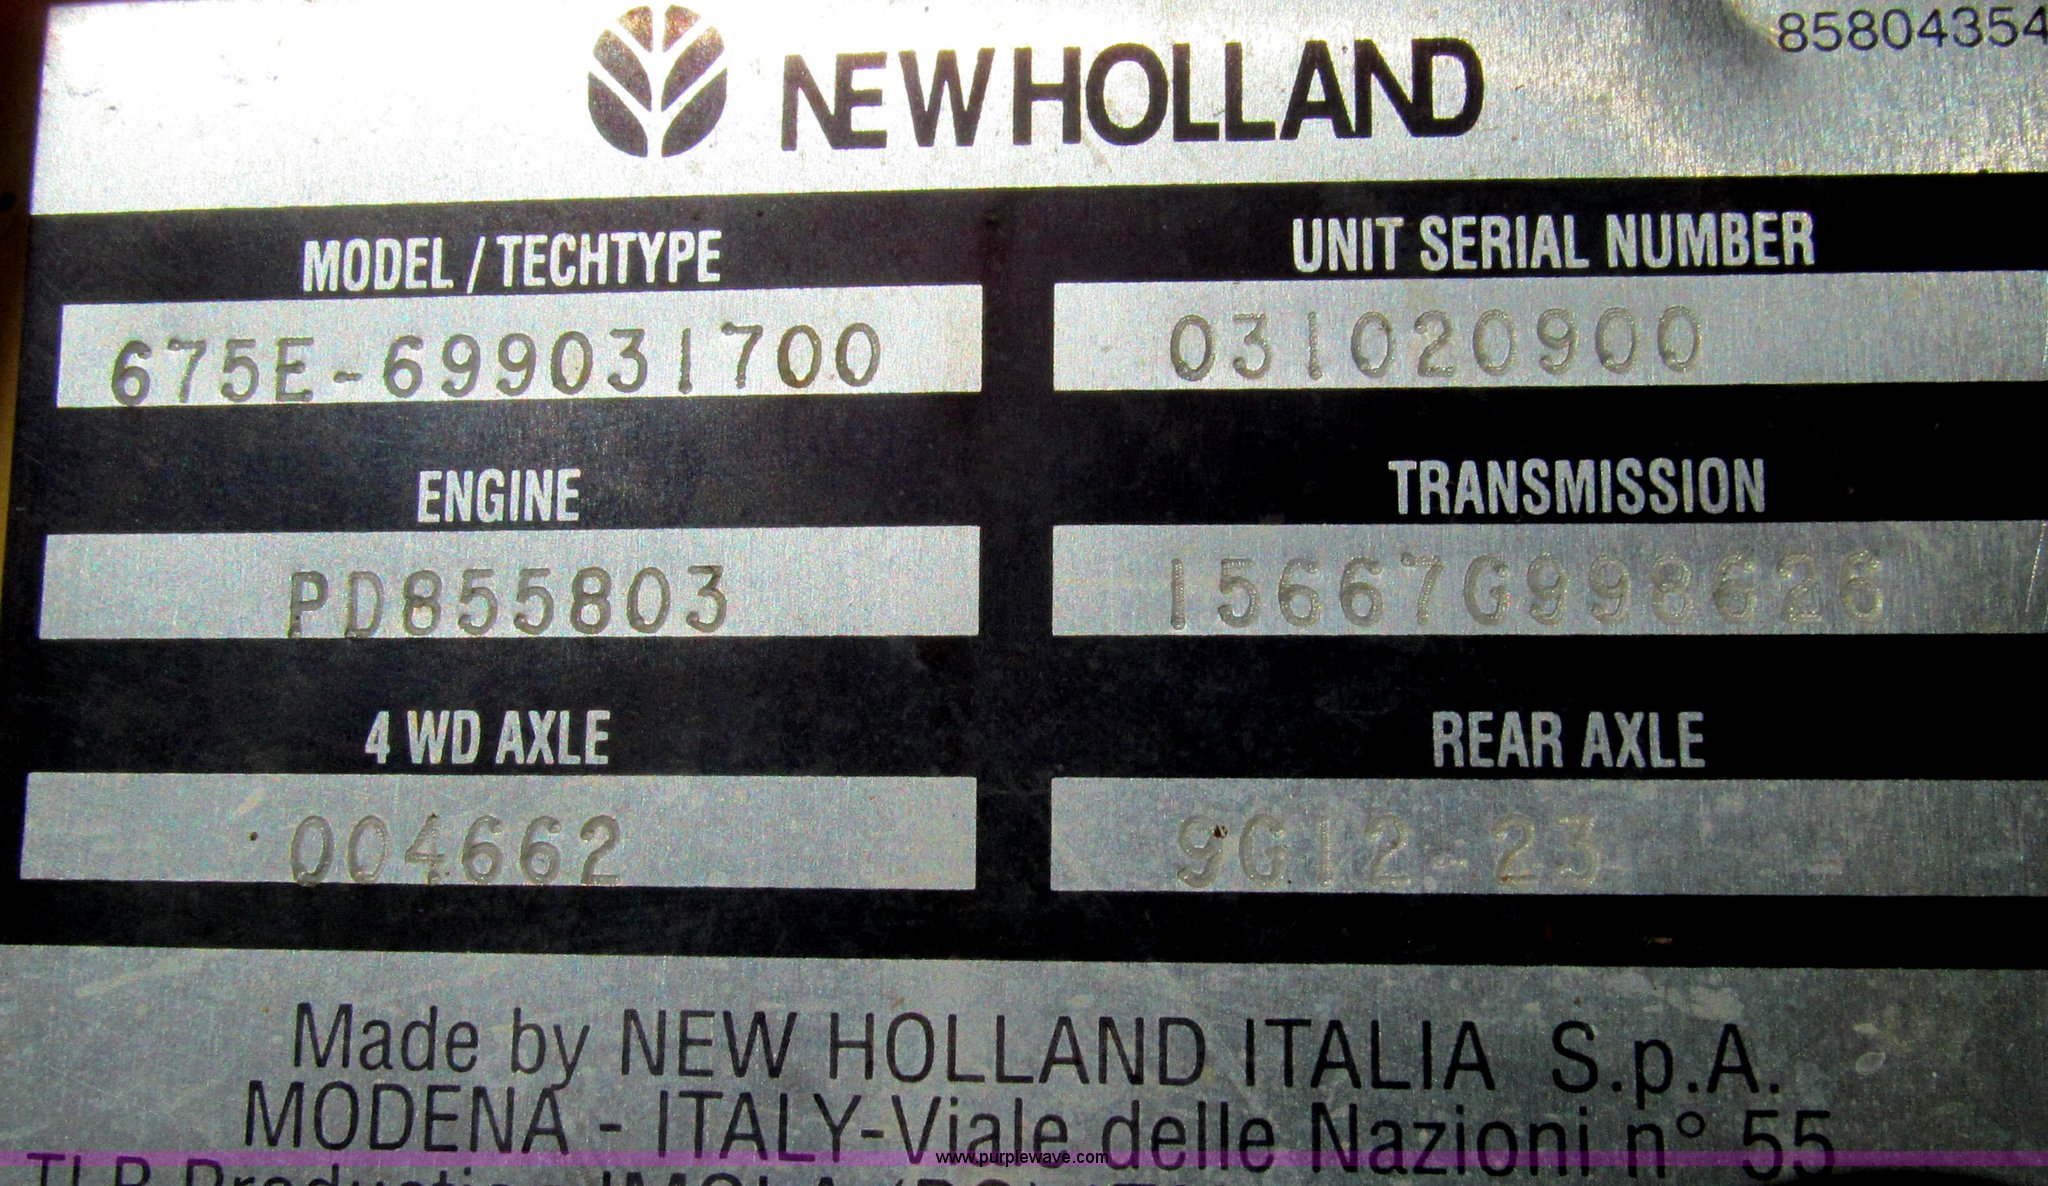 85804354
NEW HOLLAND
MODEL / TECHTYPE
UNIT SERIAL NUMBER
675E-699031700
031020900
ENGINE
TRANSMISSION
PD855803
15667G998626
4 WD AXLE
REAR AXLE
004662
9G12-23
Made by NEW HOLLAND ITALIA S.p.A.
MODENA - ITALY-Viale delle Nazioni n° 55
www.purplewave.com
IMOLA